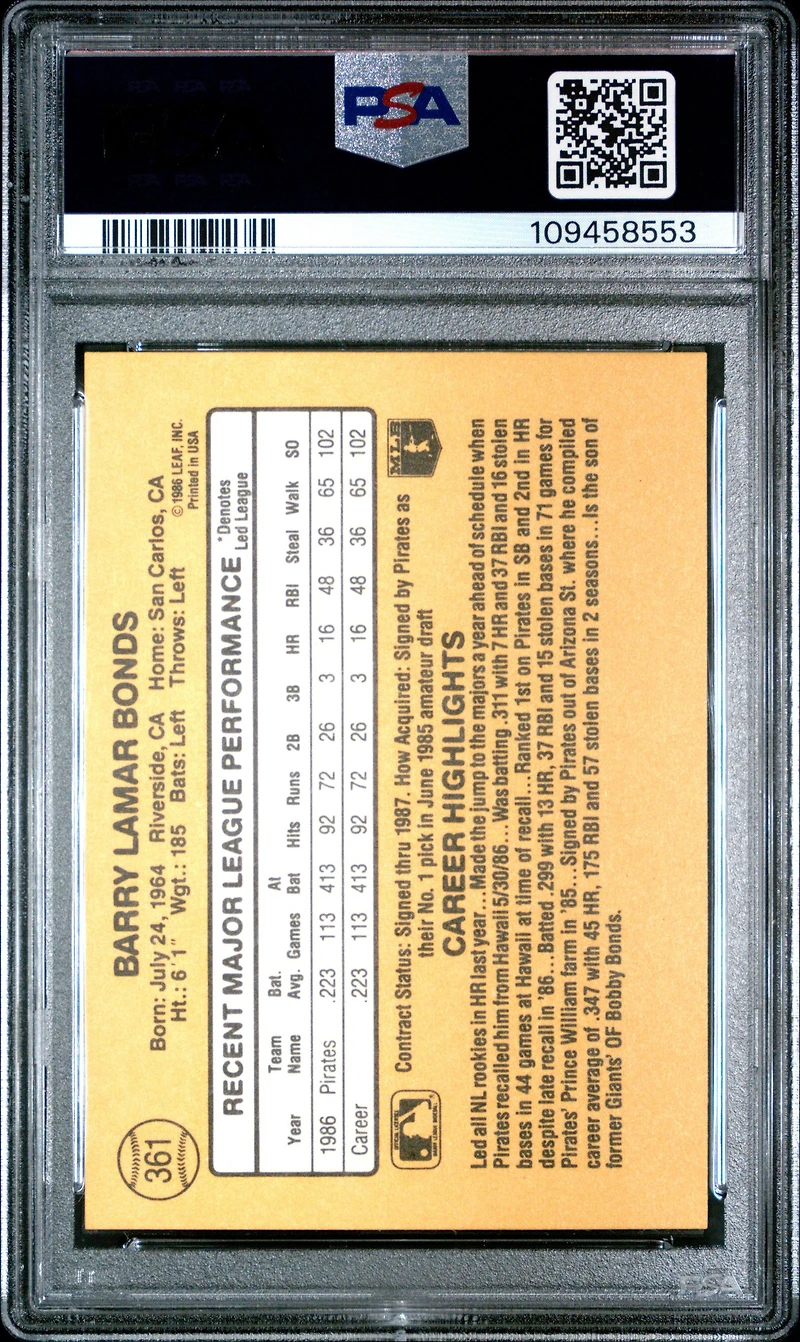 PSA
109458553
361
BARRY LAMAR BONDS
Born: July 24, 1964 Riverside, CA Home: San Carlos, CA
Ht.: 6'1" Wgt.: 185 Bats: Left Throws: Left
© 1986 LEAF, INC.
Printed in USA
RECENT MAJOR LEAGUE PERFORMANCE
*Denotes
Led League
Year Team Name Bat. Avg. Games At Bat Hits Runs 2B 3B HR RBI Steal Walk SO
1986 Pirates .223 113 413 92 72 26 3 16 48 36 65 102
Career .223 113 413 92 72 26 3 16 48 36 65 102
MLB
Contract Status: Signed thru 1987. How Acquired: Signed by Pirates as
their No. 1 pick in June 1985 amateur draft
CAREER HIGHLIGHTS
Led all NL rookies in HR last year...Made the jump to the majors a year ahead of schedule when
Pirates recalled him from Hawaii 5/30/86...Was batting .311 with 7 HR and 37 RBI and 16 stolen
bases in 44 games at Hawaii at time of recall...Ranked 1st on Pirates in SB and 2nd in HR
despite late recall in '86...Batted .299 with 13 HR, 37 RBI and 15 stolen bases in 71 games for
Pirates' Prince William farm in '85...Signed by Pirates out of Arizona St. where he compiled
career average of .347 with 45 HR, 175 RBI and 57 stolen bases in 2 seasons...Is the son of
former Giants' OF Bobby Bonds.
PSA